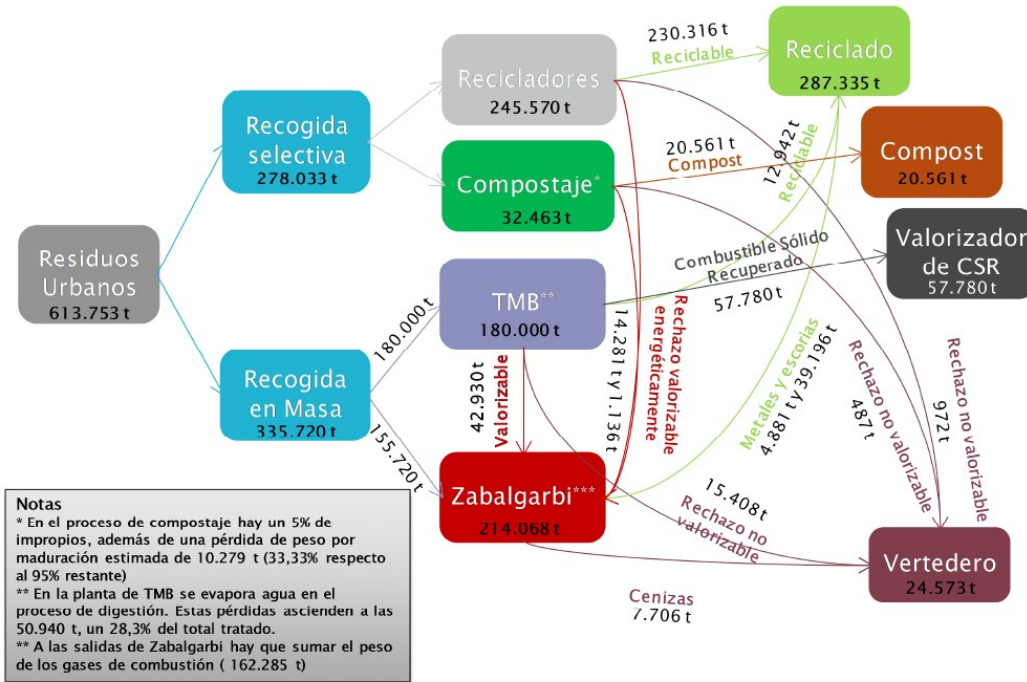 Residuos
Urbanos
613.753 t
Recogida
selectiva
278.033 t
Recogida
en Masa
335.720 t
180.000 t
155.720 t
Recicladores
245.570 t
Compostaje*
32.463 t
TMB**
180.000 t
Zabalgarbi***
214.068 t
230.316 t
Reciclable
20.561 t
Compost
12.942 t
Reciclable
Combustible Sólido
Recuperado
57.780 t
42.930 t
Valorizable
14.281 t y 1.136 t
Rechazo valorizable
energéticamente
Metales y escorias
4.881 t y 39.196 t
Rechazo no valorizable
487 t
Rechazo no valorizable
972 t
15.408 t
Rechazo no
valorizable
Cenizas
7.706 t
Reciclado
287.335 t
Compost
20.561 t
Valorizador
de CSR
57.780 t
Vertedero
24.573 t
Notas
* En el proceso de compostaje hay un 5% de
impropios, además de una pérdida de peso por
maduración estimada de 10.279 t (33,33% respecto
al 95% restante)
** En la planta de TMB se evapora agua en el
proceso de digestión. Estas pérdidas ascienden a las
50.940 t, un 28,3% del total tratado.
** A las salidas de Zabalgarbi hay que sumar el peso
de los gases de combustión ( 162.285 t)